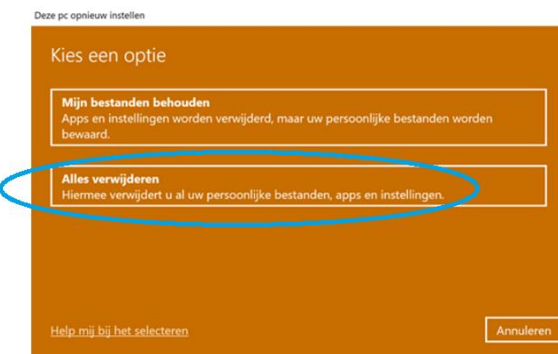 Deze pc opnieuw instellen
Kies een optie
Mijn bestanden behouden
Apps en instellingen worden verwijderd, maar uw persoonlijke bestanden worden
bewaard.
Alles verwijderen
Hiermee verwijdert u al uw persoonlijke bestanden, apps en instellingen.
Help mij bij het selecteren
Annuleren